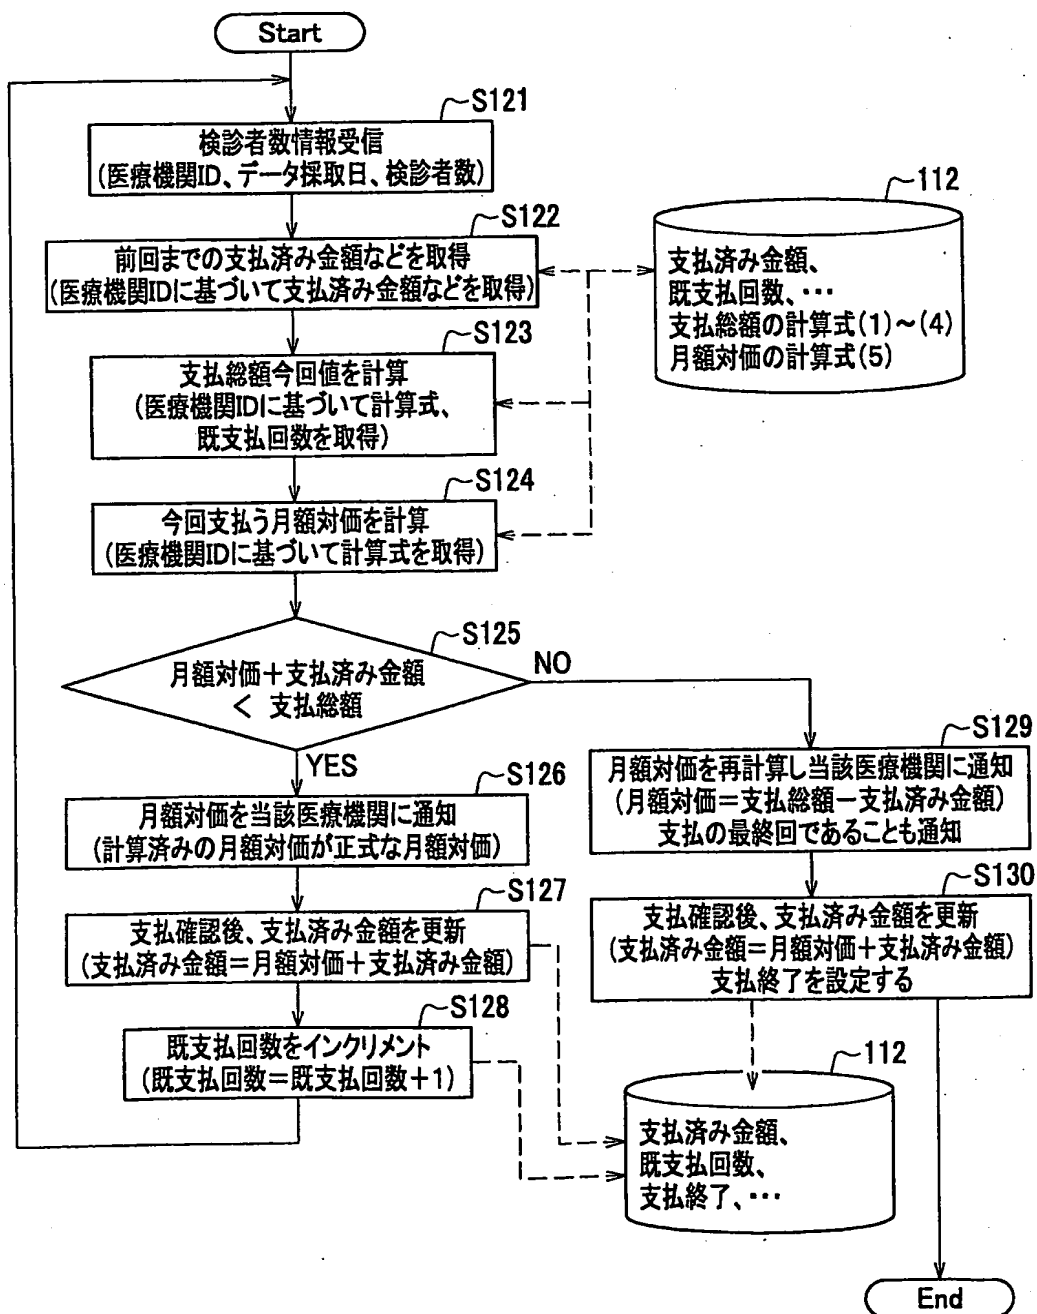 Start
S121
検診者数情報受信
(医療機関ID、データ採取日、検診者数)
S122
前回までの支払済み金額などを取得
(医療機関IDに基づいて支払済み金額などを取得)
112
支払済み金額、
既支払回数、・・・
支払総額の計算式(1)～(4)
月額対価の計算式(5)
S123
支払総額今回値を計算
(医療機関IDに基づいて計算式、
既支払回数を取得)
S124
今回支払う月額対価を計算
(医療機関IDに基づいて計算式を取得)
S125
月額対価＋支払済み金額
＜ 支払総額
NO
YES
S126
月額対価を当該医療機関に通知
(計算済みの月額対価が正式な月額対価)
S127
支払確認後、支払済み金額を更新
(支払済み金額＝月額対価＋支払済み金額)
S128
既支払回数をインクリメント
(既支払回数＝既支払回数＋1)
S129
月額対価を再計算し当該医療機関に通知
(月額対価＝支払総額－支払済み金額)
支払の最終回であることも通知
S130
支払確認後、支払済み金額を更新
(支払済み金額＝月額対価＋支払済み金額)
支払終了を設定する
112
支払済み金額、
既支払回数、
支払終了、・・・
End